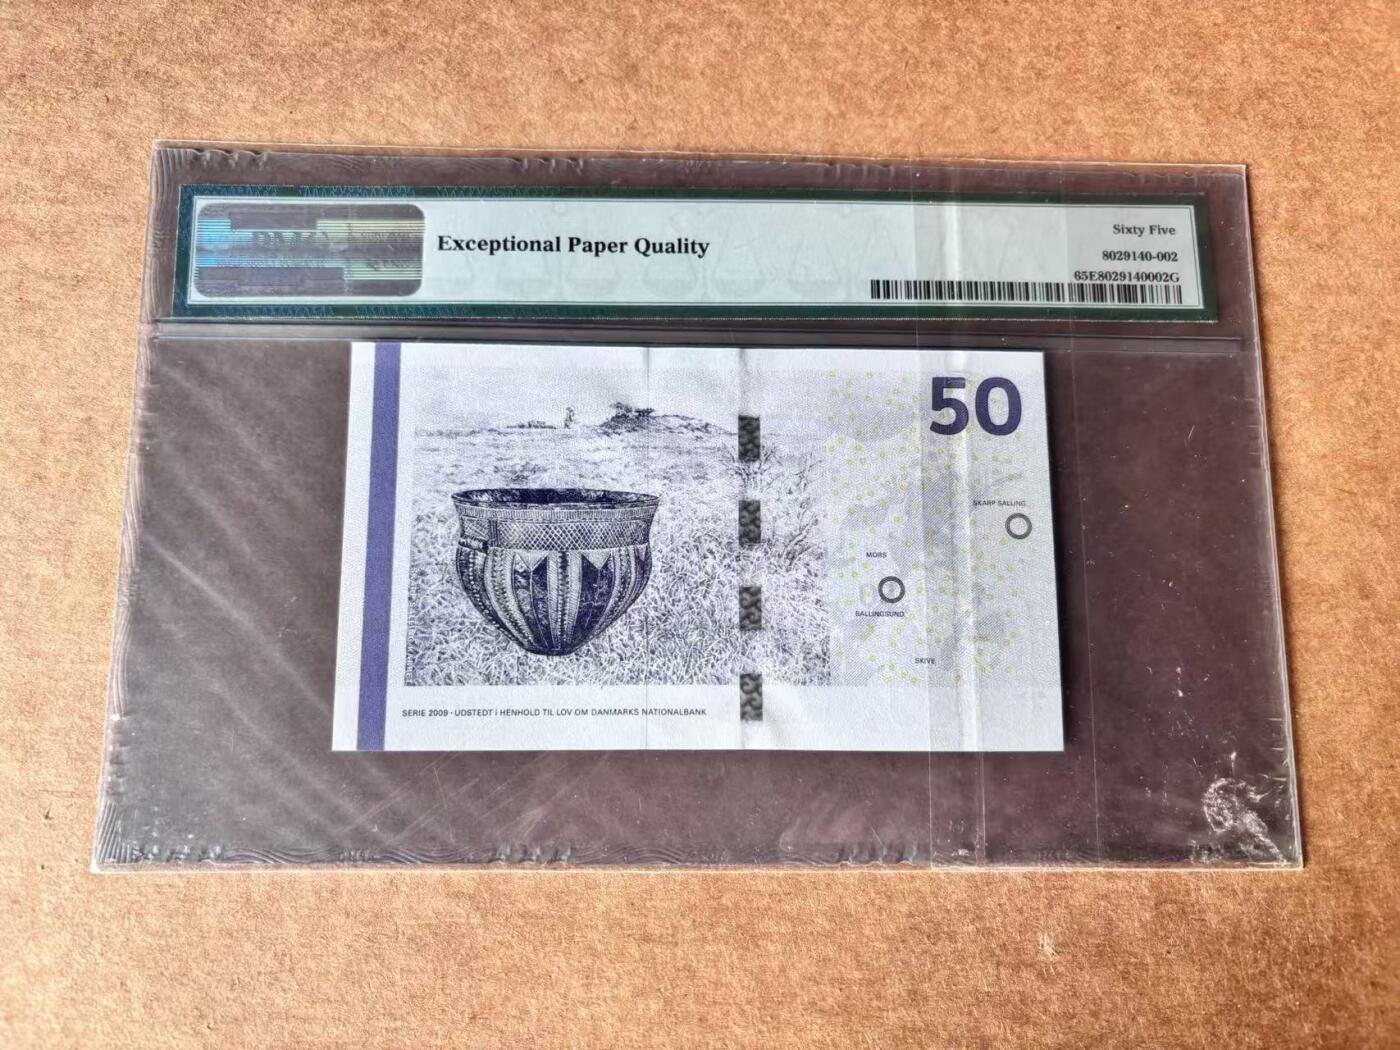 Exceptional Paper Quality
Sixty Five
8029140-002
65E8029140002G
50
SKARP SALLING
MORS
SALLINGSUND
SKIVE
SERIE 2009 · UDSTEDT I HENHOLD TIL LOV OM DANMARKS NATIONALBANK